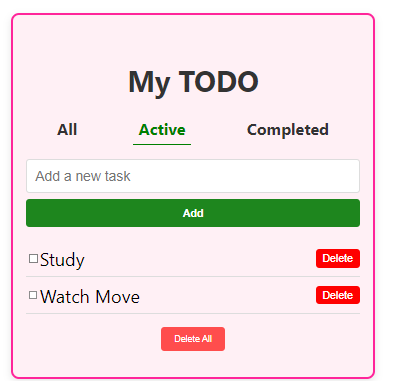 My TODO
All Active Completed
Add a new task
Add
Study Delete
Watch Move Delete
Delete All